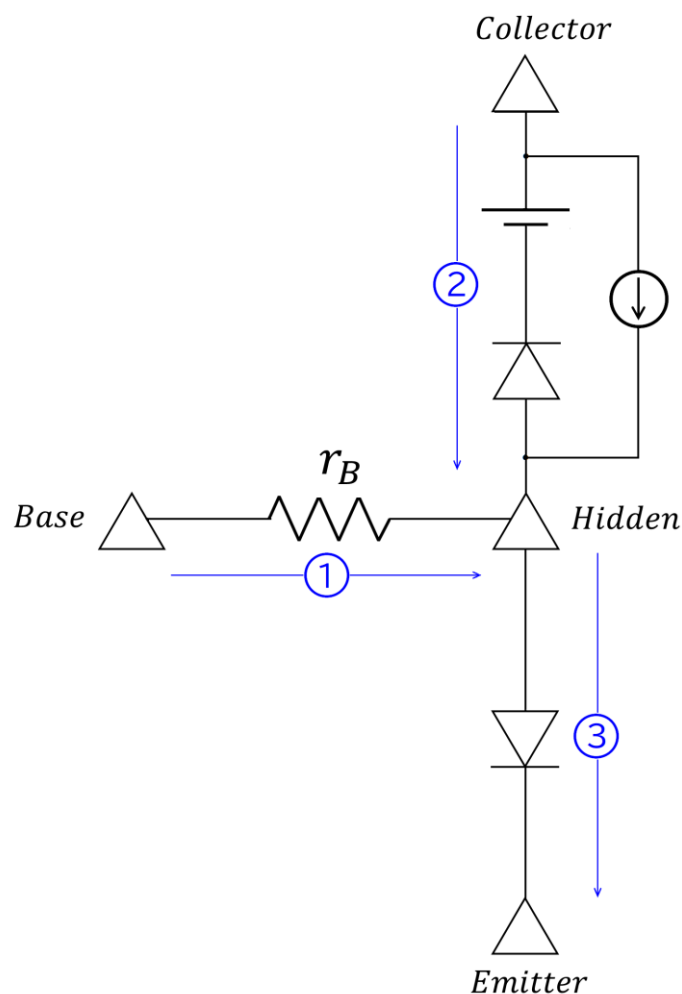 Collector
②
r_B
Base
Hidden
①
③
Emitter